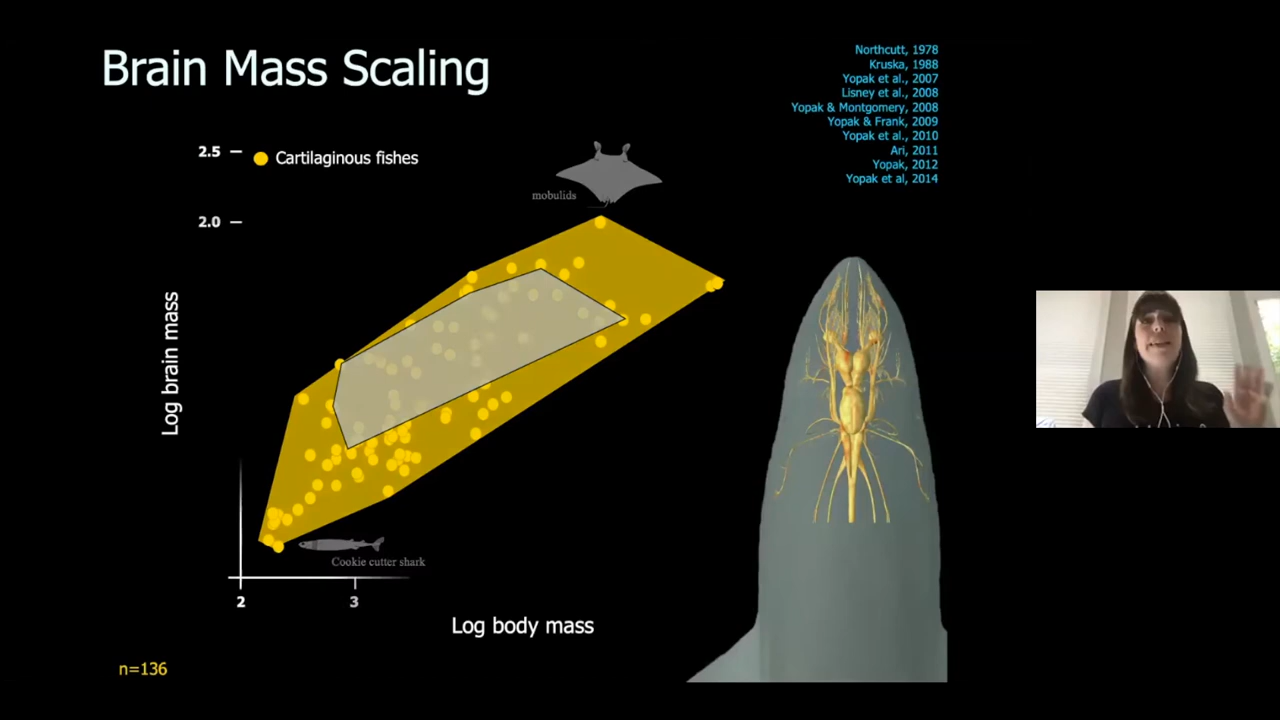 Brain Mass Scaling
Northcutt, 1978
Kruska, 1988
Yopak et al., 2007
Lisney et al., 2008
Yopak & Montgomery, 2008
Yopak & Frank, 2009
Yopak et al., 2010
Ari, 2011
Yopak, 2012
Yopak et al, 2014
2.5
Cartilaginous fishes
mobulids
2.0
Log brain mass
Cookie cutter shark
2
3
Log body mass
n=136